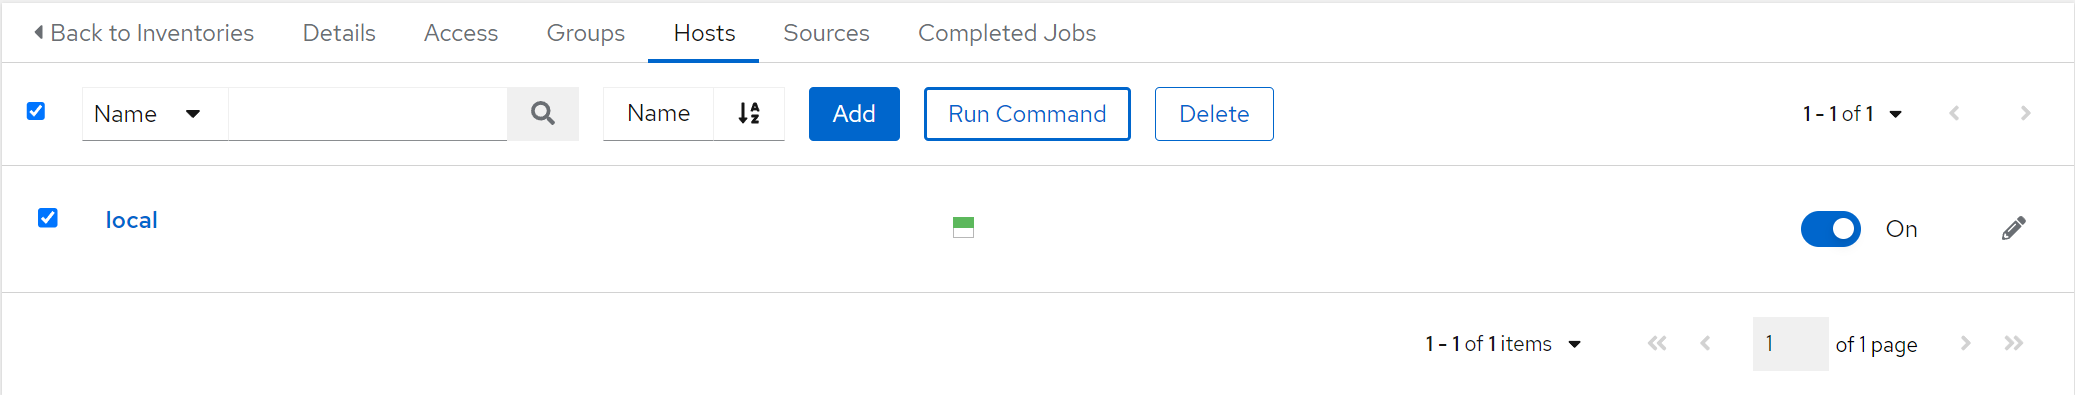 Back to Inventories Details Access Groups Hosts Sources Completed Jobs
Name Name A Z Add Run Command Delete 1 - 1 of 1
local On
1 - 1 of 1 items 1 of 1 page